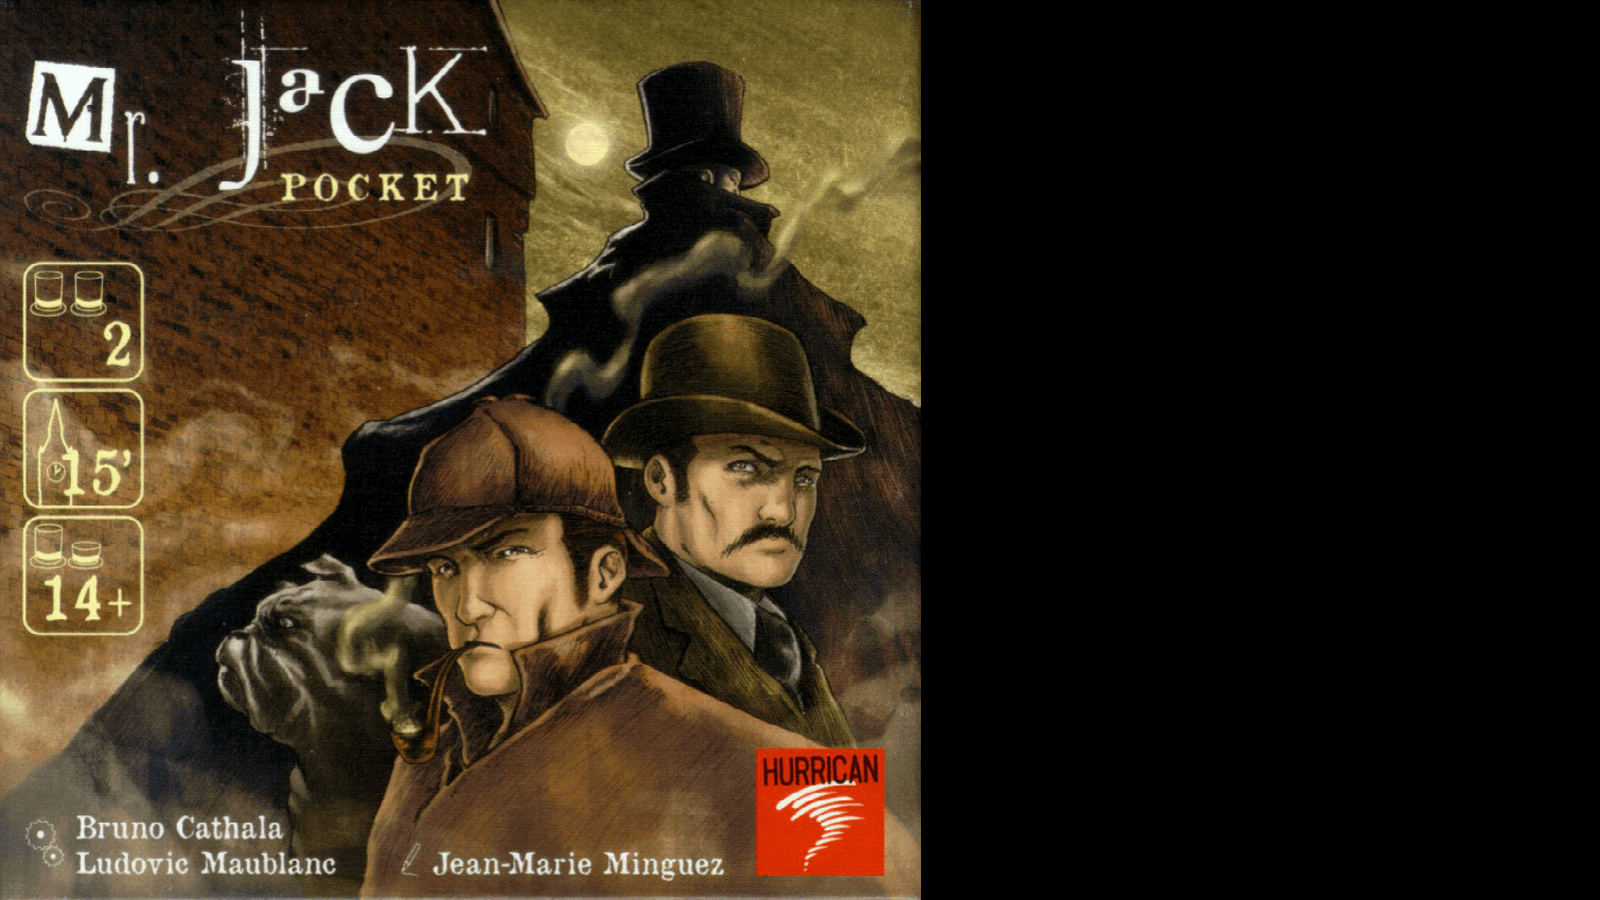 Mr. Jack
POCKET
2
15'
14+
HURRICAN
Bruno Cathala
Ludovic Maublanc
Jean-Marie Minguez